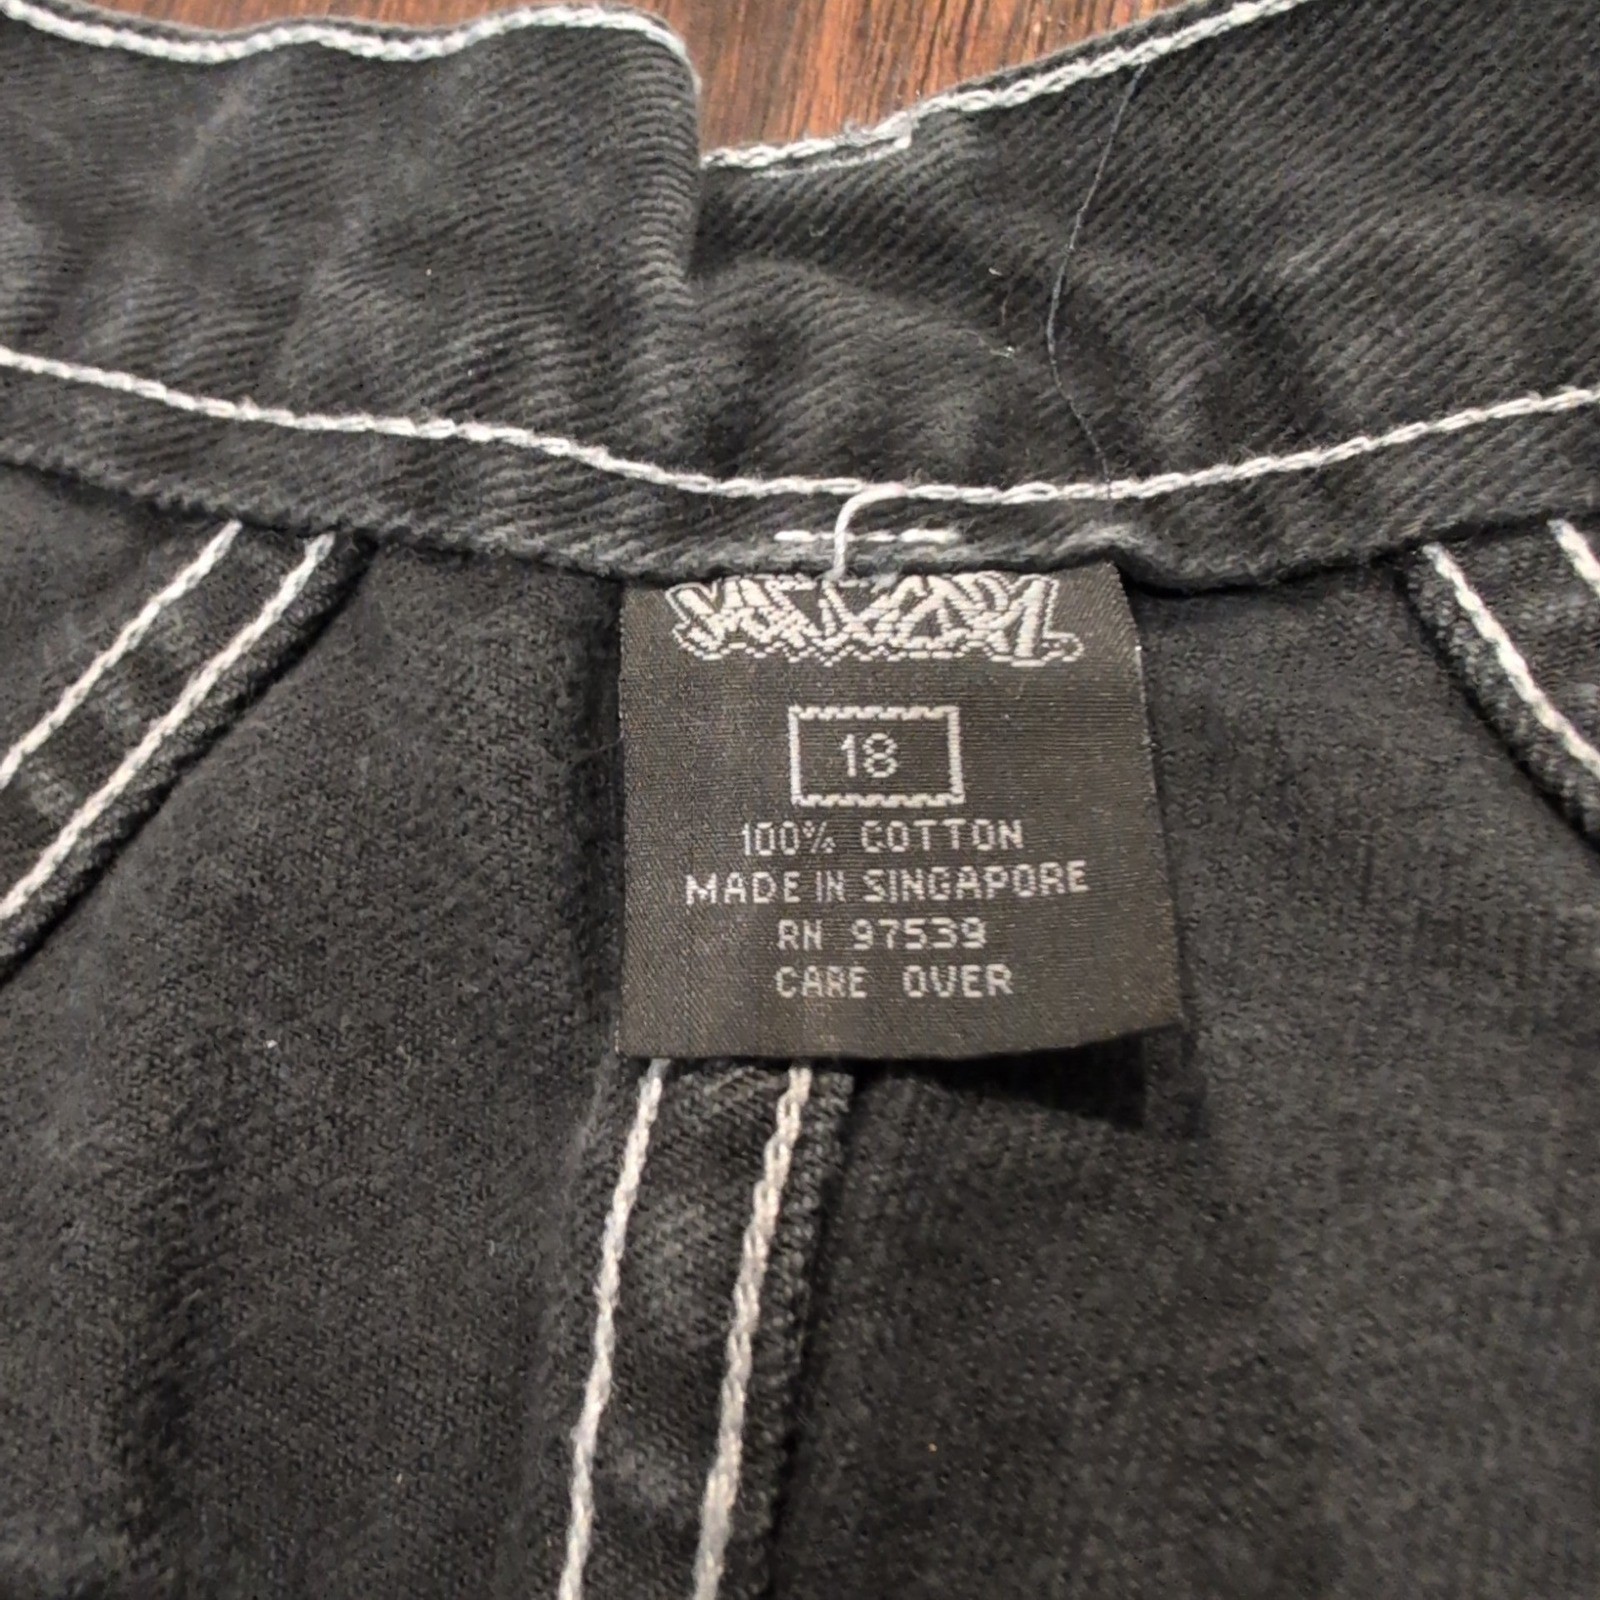 18
100% COTTON
MADE IN SINGAPORE
RN 97539
CARE OVER